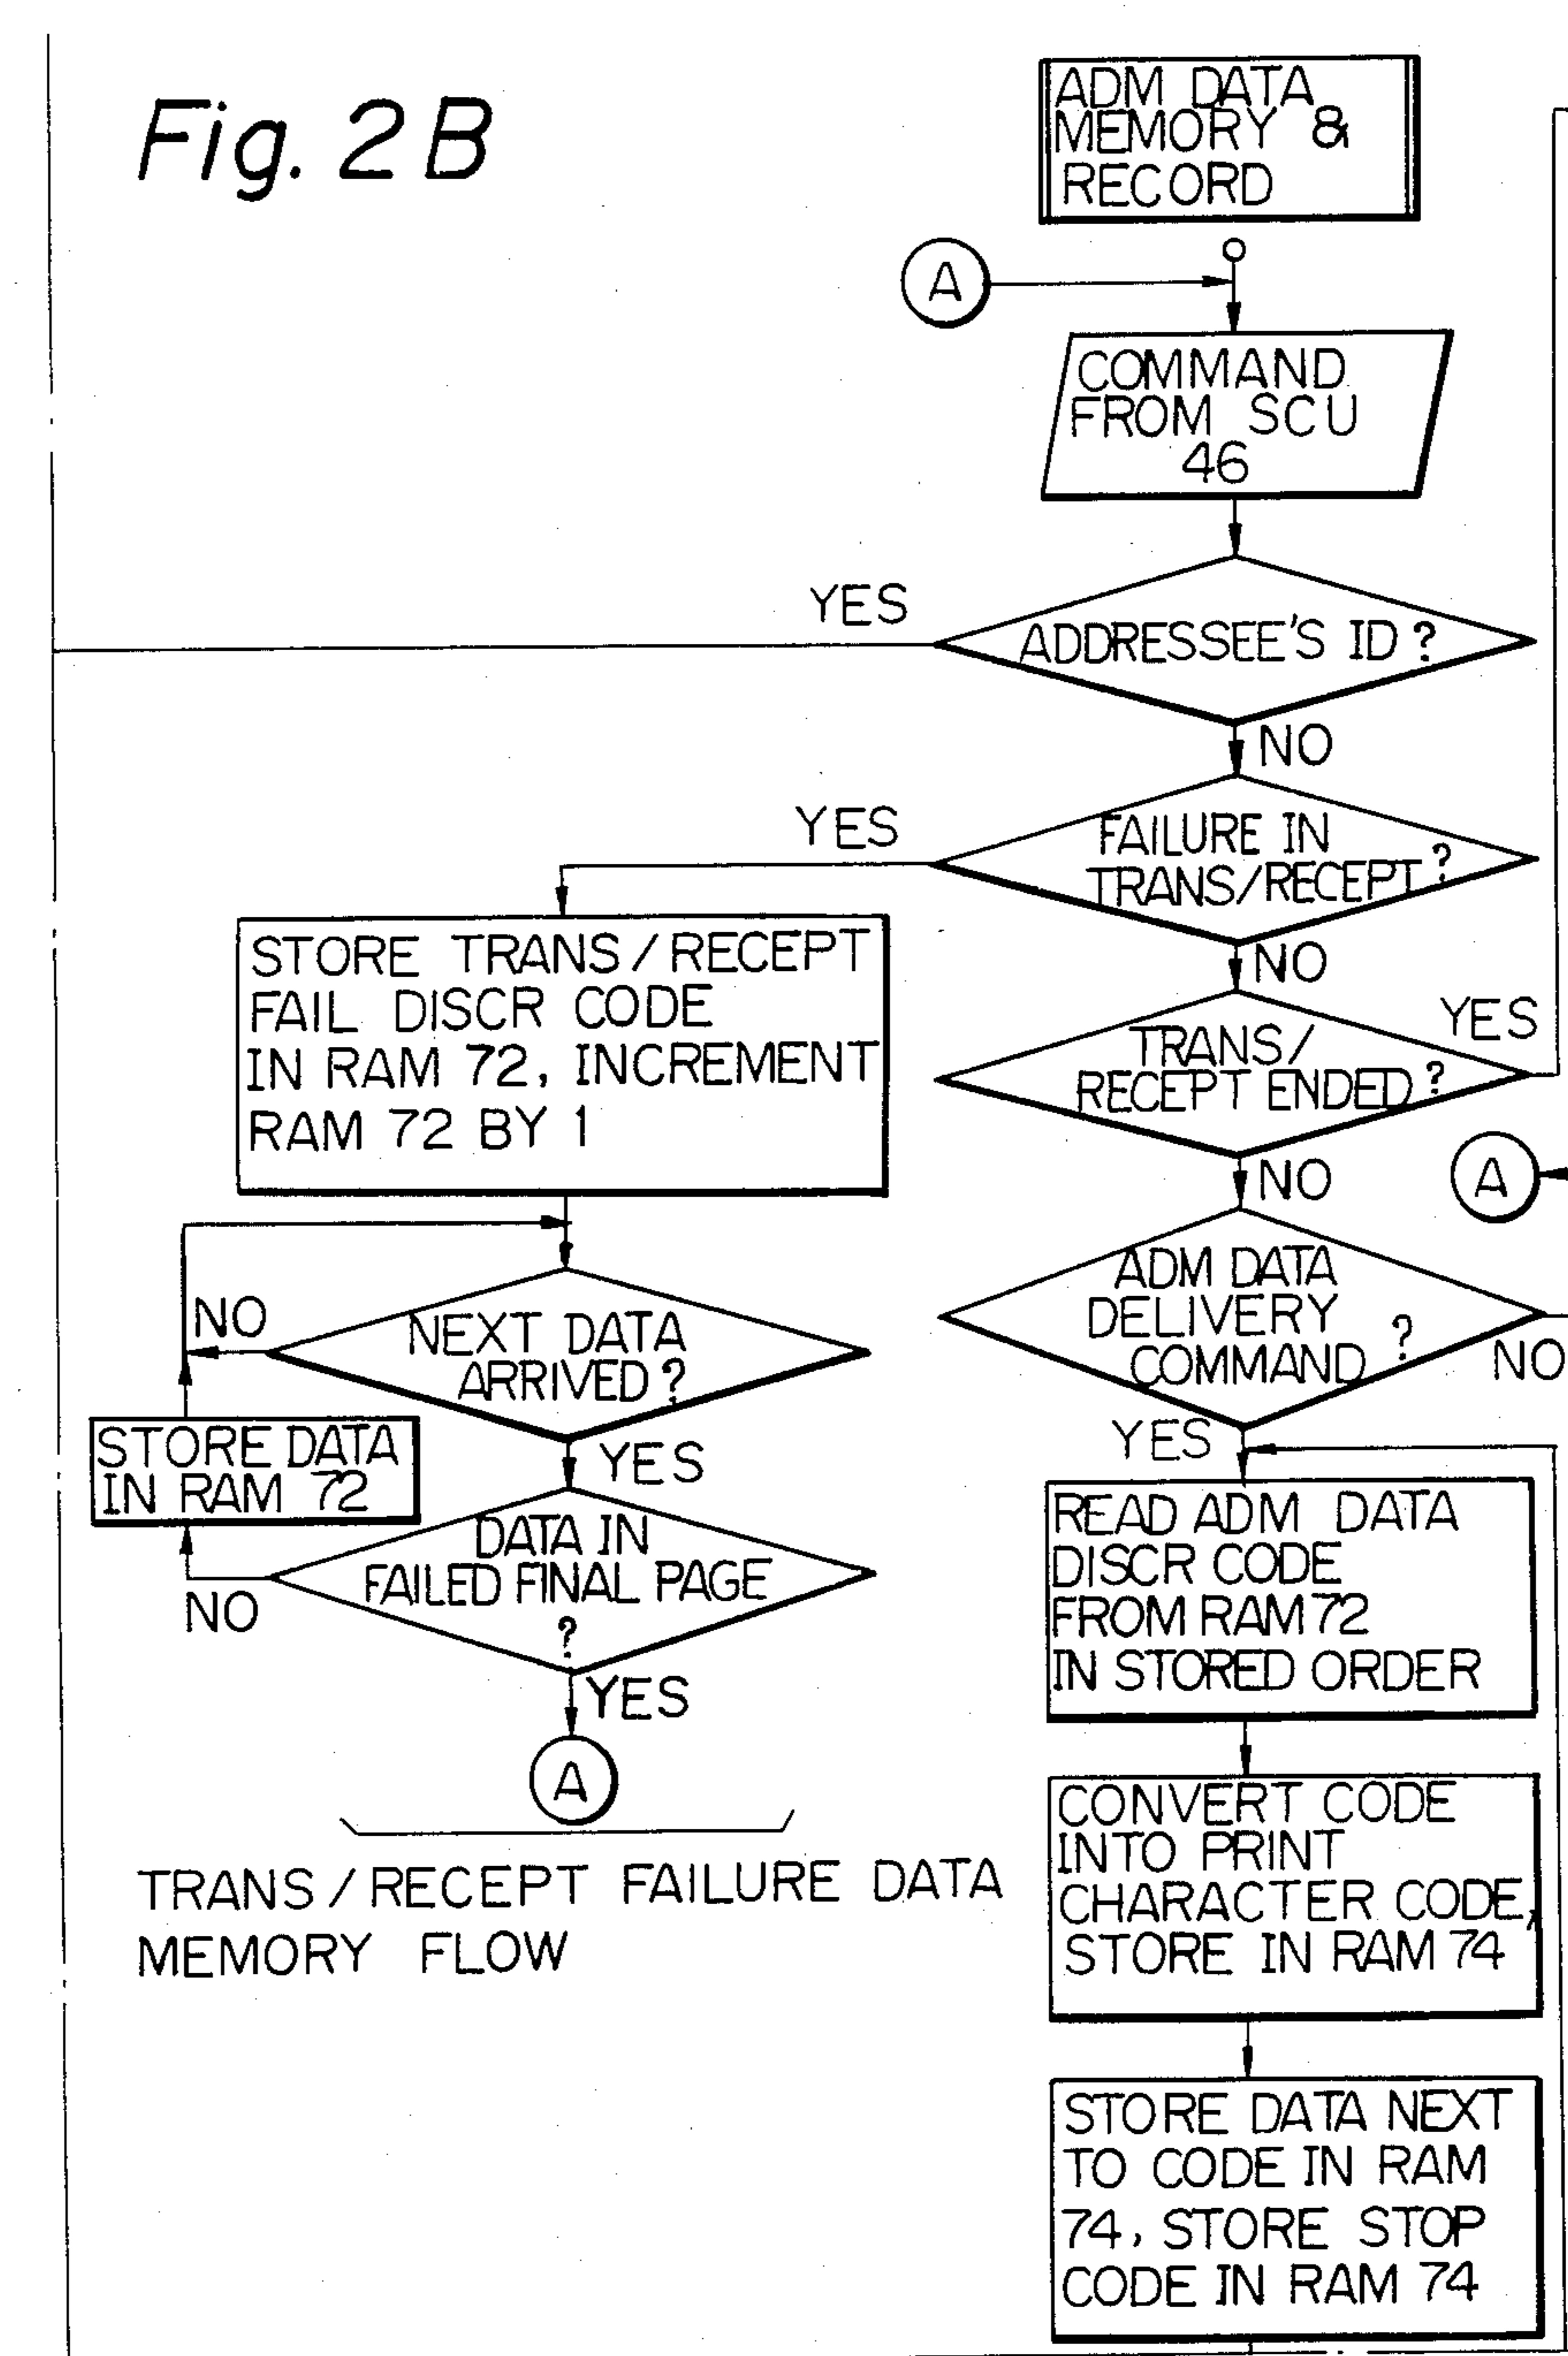 Fig. 2B
ADM DATA
MEMORY &
RECORD
A
COMMAND
FROM SCU
46
YES
ADDRESSEE'S ID?
NO
YES
FAILURE IN
TRANS/RECEPT?
NO
STORE TRANS/RECEPT
FAIL DISCR CODE
IN RAM 72, INCREMENT
RAM 72 BY 1
TRANS/
RECEPT ENDED?
YES
NO
A
ADM DATA
DELIVERY
COMMAND?
NO
YES
NEXT DATA
ARRIVED?
NO
YES
STORE DATA
IN RAM 72
DATA IN
FAILED FINAL PAGE
?
NO
YES
A
TRANS/RECEPT FAILURE DATA
MEMORY FLOW
READ ADM DATA
DISCR CODE
FROM RAM 72
IN STORED ORDER
CONVERT CODE
INTO PRINT
CHARACTER CODE,
STORE IN RAM 74
STORE DATA NEXT
TO CODE IN RAM
74, STORE STOP
CODE IN RAM 74